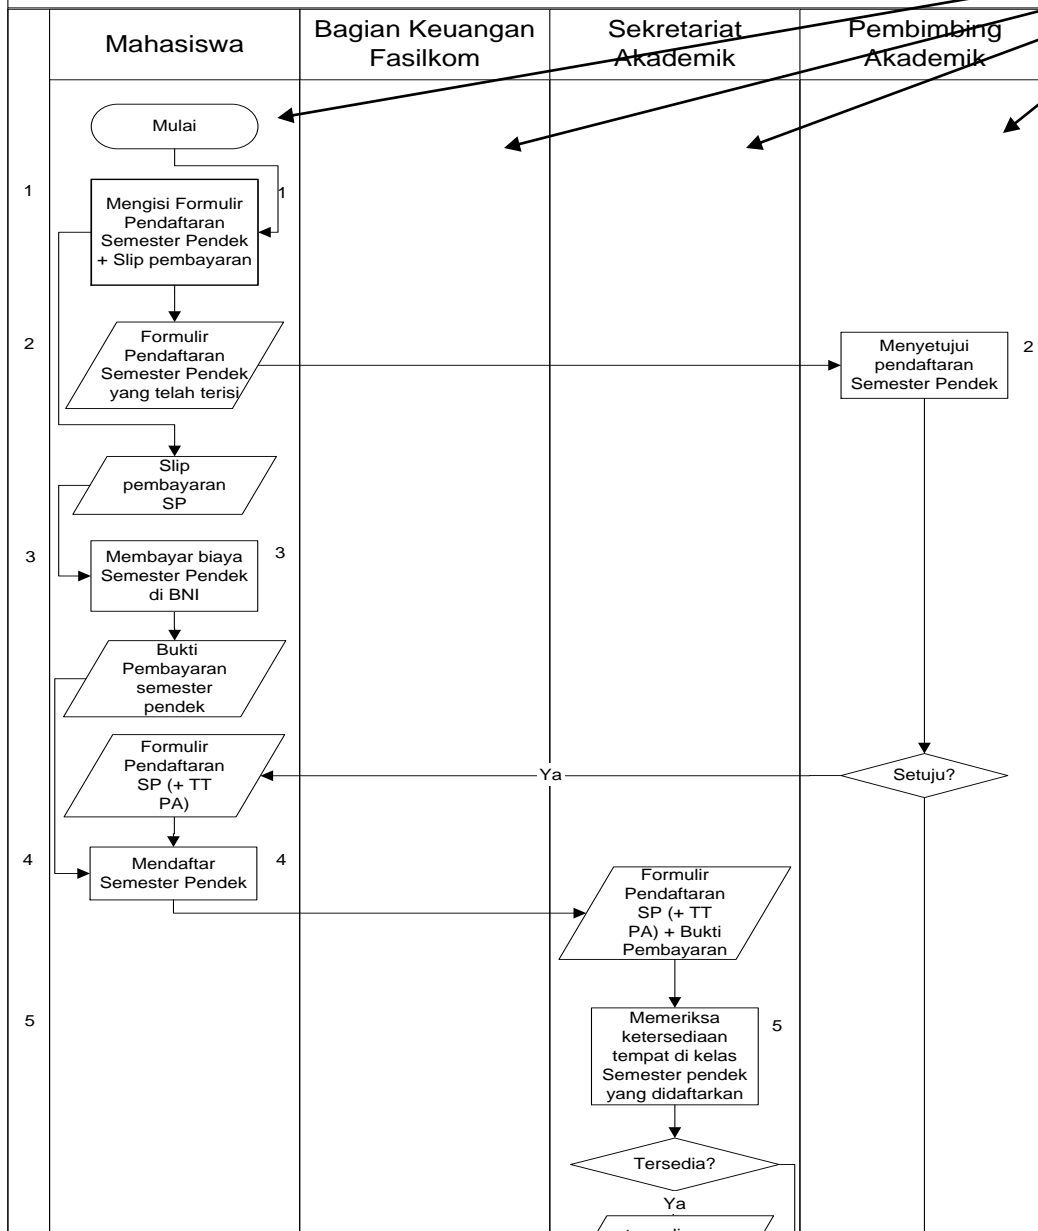 Mahasiswa
Bagian Keuangan
Fasilkom
Sekretariat
Akademik
Pembimbing
Akademik
Mulai
1
1
Mengisi Formulir
Pendaftaran
Semester Pendek
+ Slip pembayaran
2
Formulir
Pendaftaran
Semester Pendek
yang telah terisi
Menyetujui
pendaftaran
Semester Pendek
2
Slip
pembayaran
SP
3
Membayar biaya
Semester Pendek
di BNI
3
Bukti
Pembayaran
semester
pendek
Formulir
Pendaftaran
SP (+ TT
PA)
Ya
Setuju?
4
Mendaftar
Semester Pendek
4
Formulir
Pendaftaran
SP (+ TT
PA) + Bukti
Pembayaran
5
Memeriksa
ketersediaan
tempat di kelas
Semester pendek
yang didaftarkan
5
Tersedia?
Ya